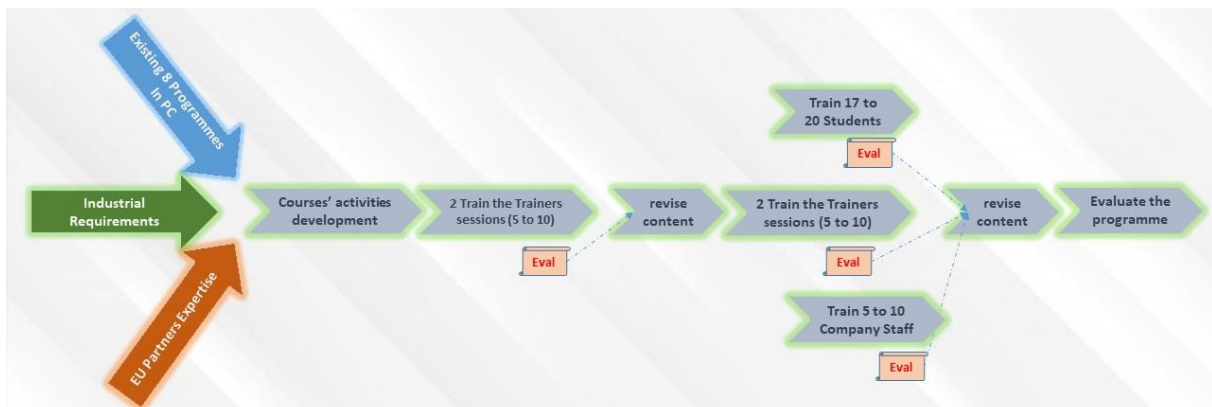 Existing 8 Programmes
In PC
Industrial
Requirements
EU Partners Expertise
Courses' activities
development
2 Train the Trainers
sessions (5 to 10)
Eval
revise
content
Train 17 to
20 Students
Eval
2 Train the Trainers
sessions (5 to 10)
Eval
Train 5 to 10
Company Staff
Eval
revise
content
Evaluate the
programme